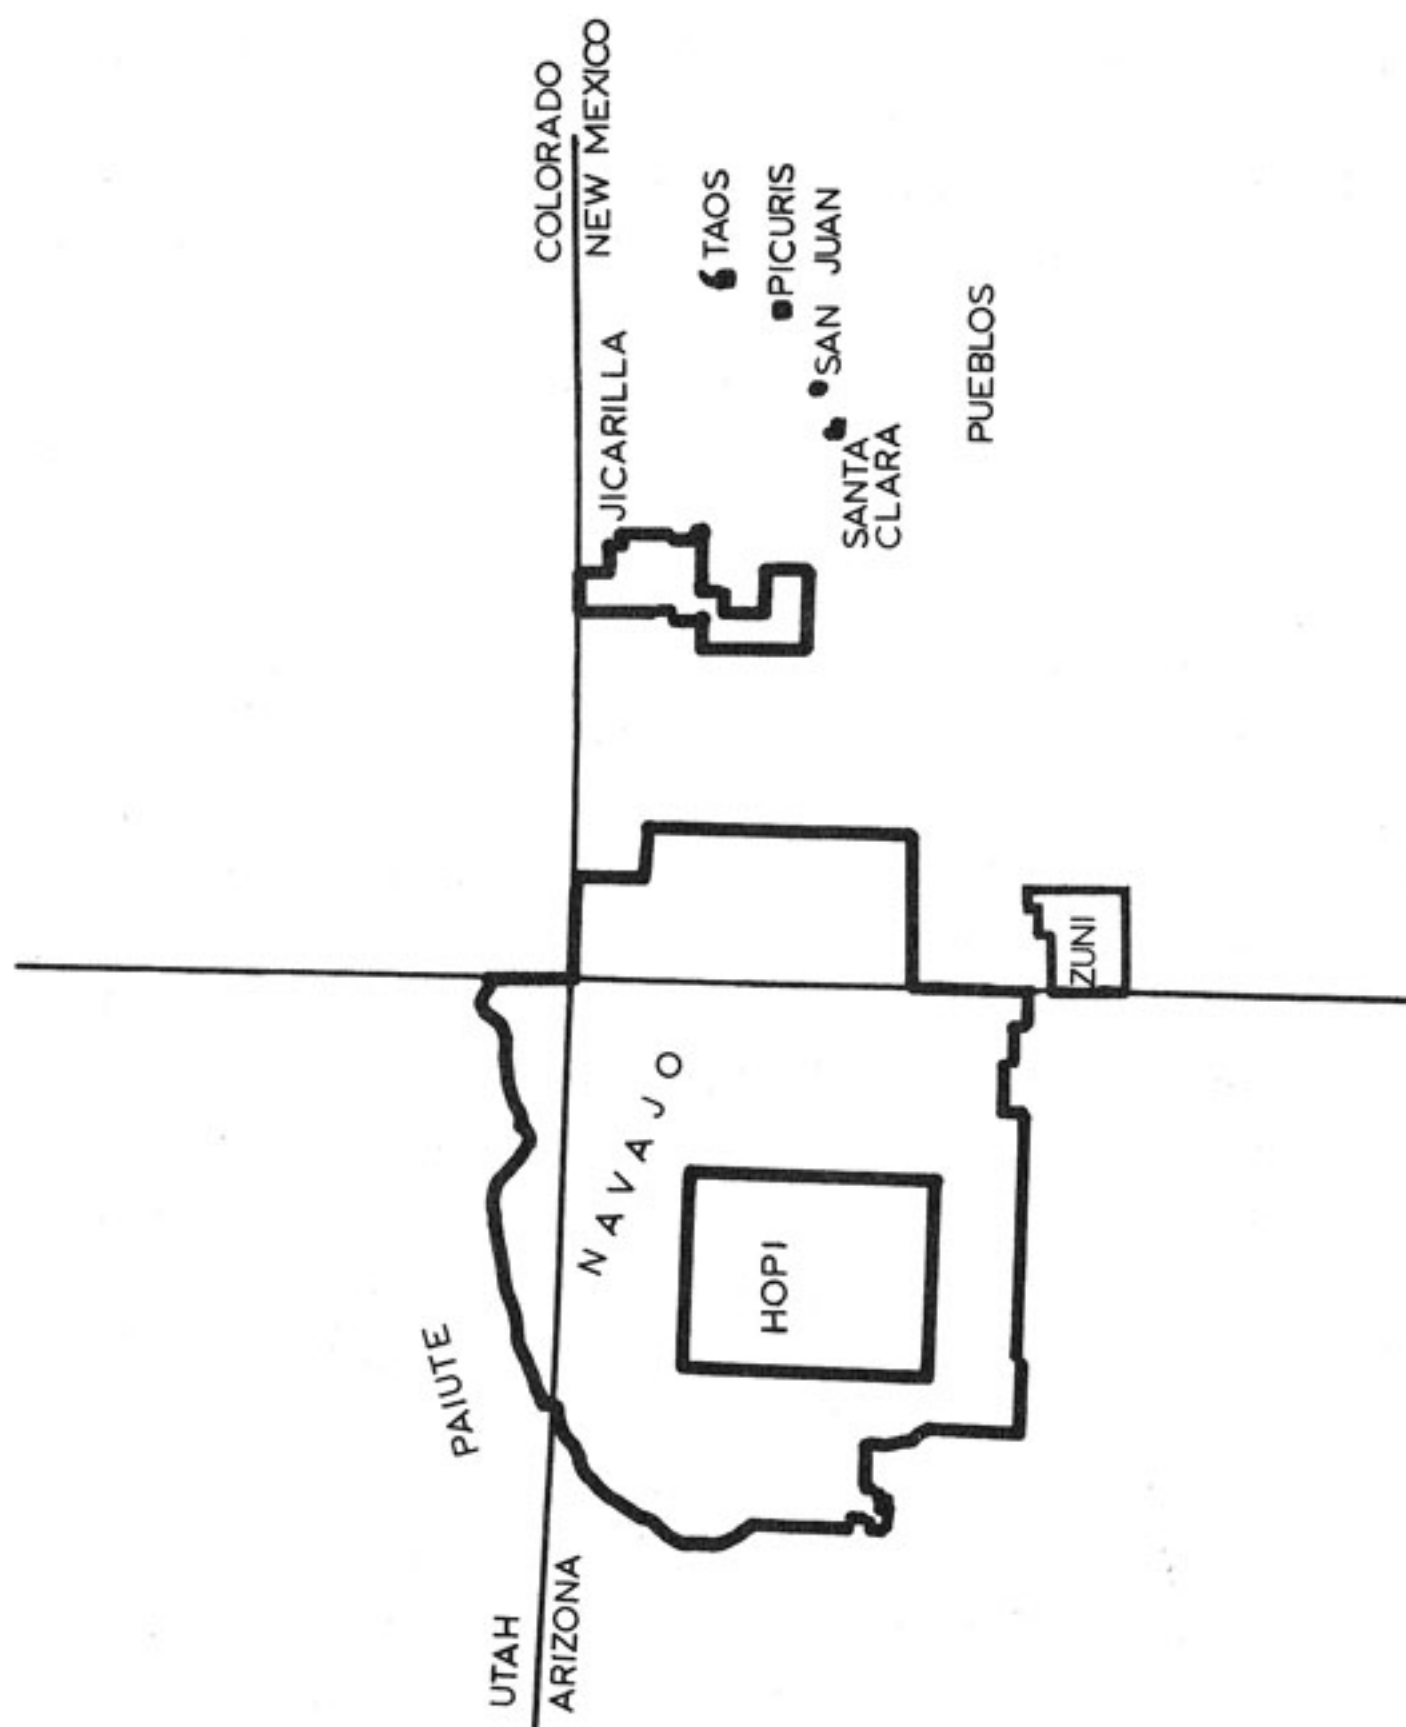 UTAH
ARIZONA
COLORADO
NEW MEXICO
PAIUTE
NAVAJO
HOPI
ZUNI
JICARILLA
TAOS
PICURIS
SAN JUAN
SANTA
CLARA
PUEBLOS